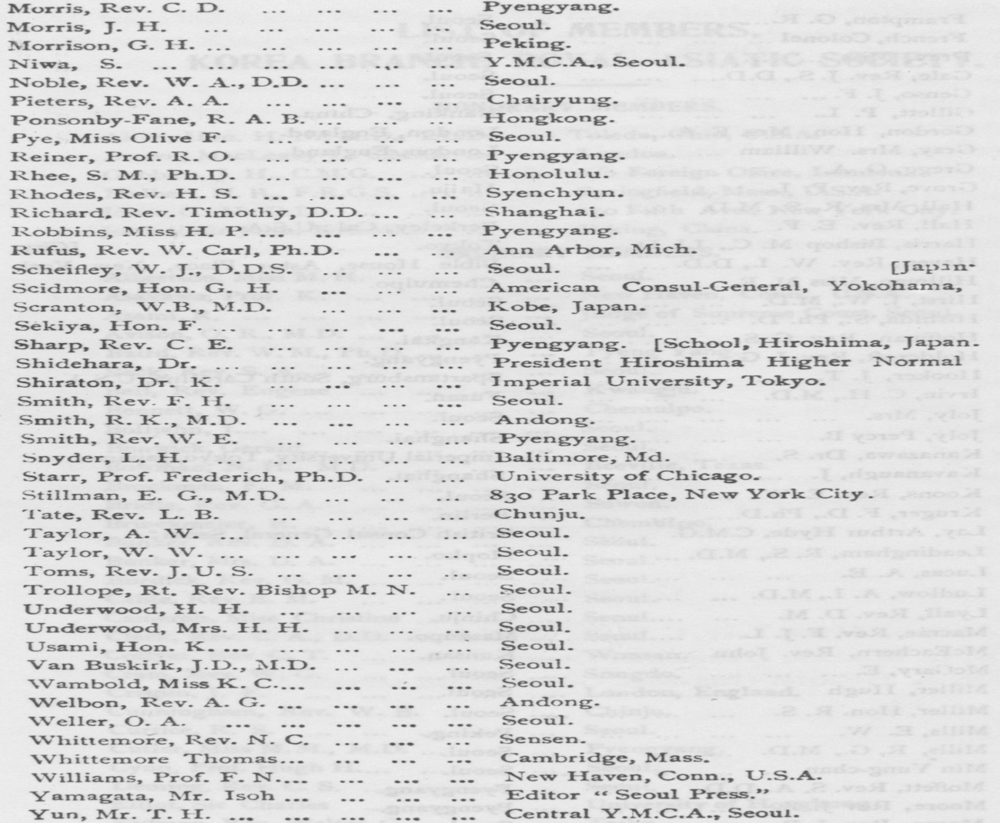 Morris, Rev. C. D. ... ... ... ... Pyengyang.
Morris, J. H. ... ... ... ... ... Seoul.
Morrison, G. H. ... ... ... ... ... Peking.
Niwa, S. ... ... ... ... ... ... Y.M.C.A., Seoul.
Noble, Rev. W. A., D.D. ... ... ... Seoul.
Pieters, Rev. A. A. ... ... ... ... Chairyung.
Ponsonby-Fane, R. A. B. ... ... ... Hongkong.
Pye, Miss Olive F. ... ... ... ... Seoul.
Reiner, Prof. R. O. ... ... ... ... Pyengyang.
Rhee, S. M. Ph.D. ... ... ... ... Honolulu.
Rhodes, Rev. H. S. ... ... ... ... Syenchyun.
Richard, Rev. Timothy, D.D. ... ... Shanghai.
Robbins, Miss H. P. ... ... ... ... Pyengyang.
Rufus, Rev. W. Carl, Ph.D. ... ... Ann Arbor, Mich.
Scheifley, W. J., D.D.S. ... ... ... Seoul. [Japan.
Scidmore, Hon. G. H. ... ... ... American Consul-General, Yokohama,
Scranton, W.B., M.D. ... ... ... Kobe, Japan.
Sekiya, Hon. F. ... ... ... ... ... Seoul.
Sharp, Rev. C. E. ... ... ... ... Pyengyang. [School, Hiroshima, Japan.
Shidehara, Dr. ... ... ... ... ... President Hiroshima Higher Normal
Shiratori, Dr. K. ... ... ... ... Imperial University, Tokyo.
Smith, Rev. F. H. ... ... ... ... Seoul.
Smith, R. K., M.D. ... ... ... ... Andong.
Smith, Rev. W. E. ... ... ... ... Pyengyang.
Snyder, L. H. ... ... ... ... ... Baltimore, Md.
Starr, Prof. Frederich, Ph.D. ... ... University of Chicago.
Stillman, E. G., M.D. ... ... ... ... 830 Park Place, New York City.
Tate, Rev. L. B. ... ... ... ... ... Chunju.
Taylor, A. W. ... ... ... ... ... Seoul.
Taylor, W. W. ... ... ... ... ... Seoul.
Toms, Rev. J.U.S. ... ... ... ... Seoul.
Trollope, Rt. Rev. Bishop M. N. ... Seoul.
Underwood, H. H. ... ... ... ... Seoul.
Underwood, Mrs. H. H. ... ... ... Seoul.
Usami, Hon. K. ... ... ... ... ... Seoul.
Van Buskirk, J.D., M.D. ... ... ... Seoul.
Wambold, Miss K. C. ... ... ... ... Seoul.
Welbon, Rev. A. G. ... ... ... ... Andong.
Weller, O. A. ... ... ... ... ... Seoul.
Whittemore, Rev. N. C. ... ... ... Sensen.
Whittemore Thomas... ... ... ... Cambridge, Mass.
Williams, Prof. F. N. ... ... ... ... New Haven, Conn., U.S.A.
Yamagata, Mr. Isoh ... ... ... ... Editor "Seoul Press,,
Yun, Mr. T. H. ... ... ... ... ... Central Y.M.C.A., Seoul.